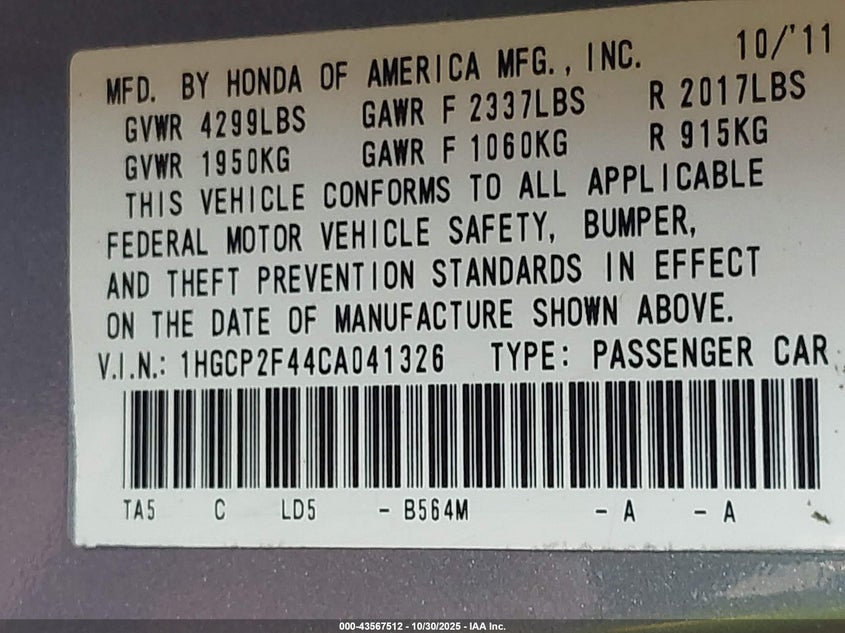 MFD. BY HONDA OF AMERICA MFG., INC. 10/'11
GVWR 4299LBS GAWR F 2337LBS R 2017LBS
GVWR 1950KG GAWR F 1060KG R 915KG
THIS VEHICLE CONFORMS TO ALL APPLICABLE
FEDERAL MOTOR VEHICLE SAFETY, BUMPER,
AND THEFT PREVENTION STANDARDS IN EFFECT
ON THE DATE OF MANUFACTURE SHOWN ABOVE.
V.I.N.: 1HGCP2F44CA041326 TYPE: PASSENGER CAR
TA5 C LD5 - B564M - A - A
000-43567512 - 10/30/2025 - IAA Inc.